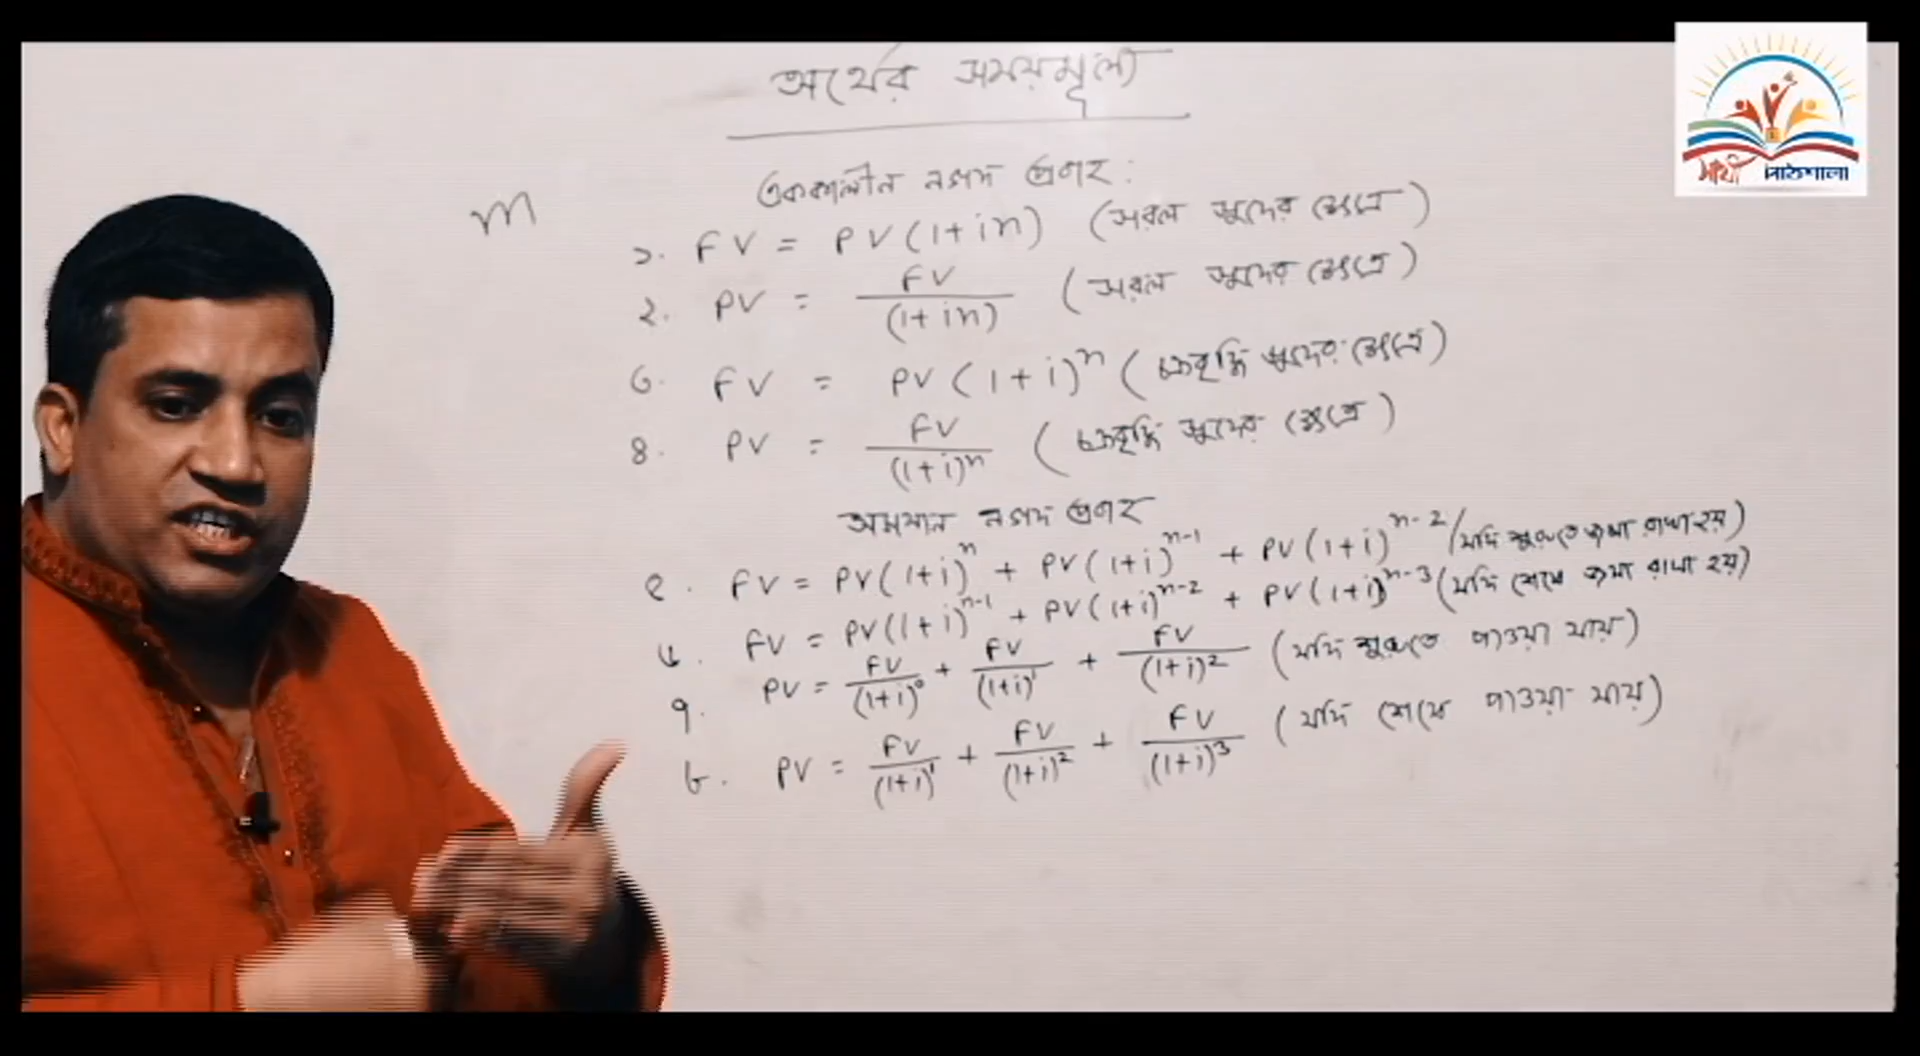 অর্থের সময়মূল্য
এককালীন নগদ প্রবাহ:
m
১. FV = PV(1+in) (সরল সুদের ক্ষেত্রে)
২. PV = FV/(1+in) (সরল সুদের ক্ষেত্রে)
৩. FV = PV(1+i)^n (চক্রবৃদ্ধি সুদের ক্ষেত্রে)
৪. PV = FV/(1+i)^n (চক্রবৃদ্ধি সুদের ক্ষেত্রে)
অসমান নগদ প্রবাহ
৫. FV = PV(1+i)^n + PV(1+i)^n-1 + PV(1+i)^n-2 (যদি শুরুতে জমা রাখা হয়)
৬. FV = PV(1+i)^n-1 + PV(1+i)^n-2 + PV(1+i)^n-3 (যদি শেষে জমা রাখা হয়)
৭. PV = FV/(1+i)^0 + FV/(1+i)^1 + FV/(1+i)^2 (যদি শুরুতে পাওয়া যায়)
৮. PV = FV/(1+i)^1 + FV/(1+i)^2 + FV/(1+i)^3 (যদি শেষে পাওয়া যায়)
সাথী পাঠশালা